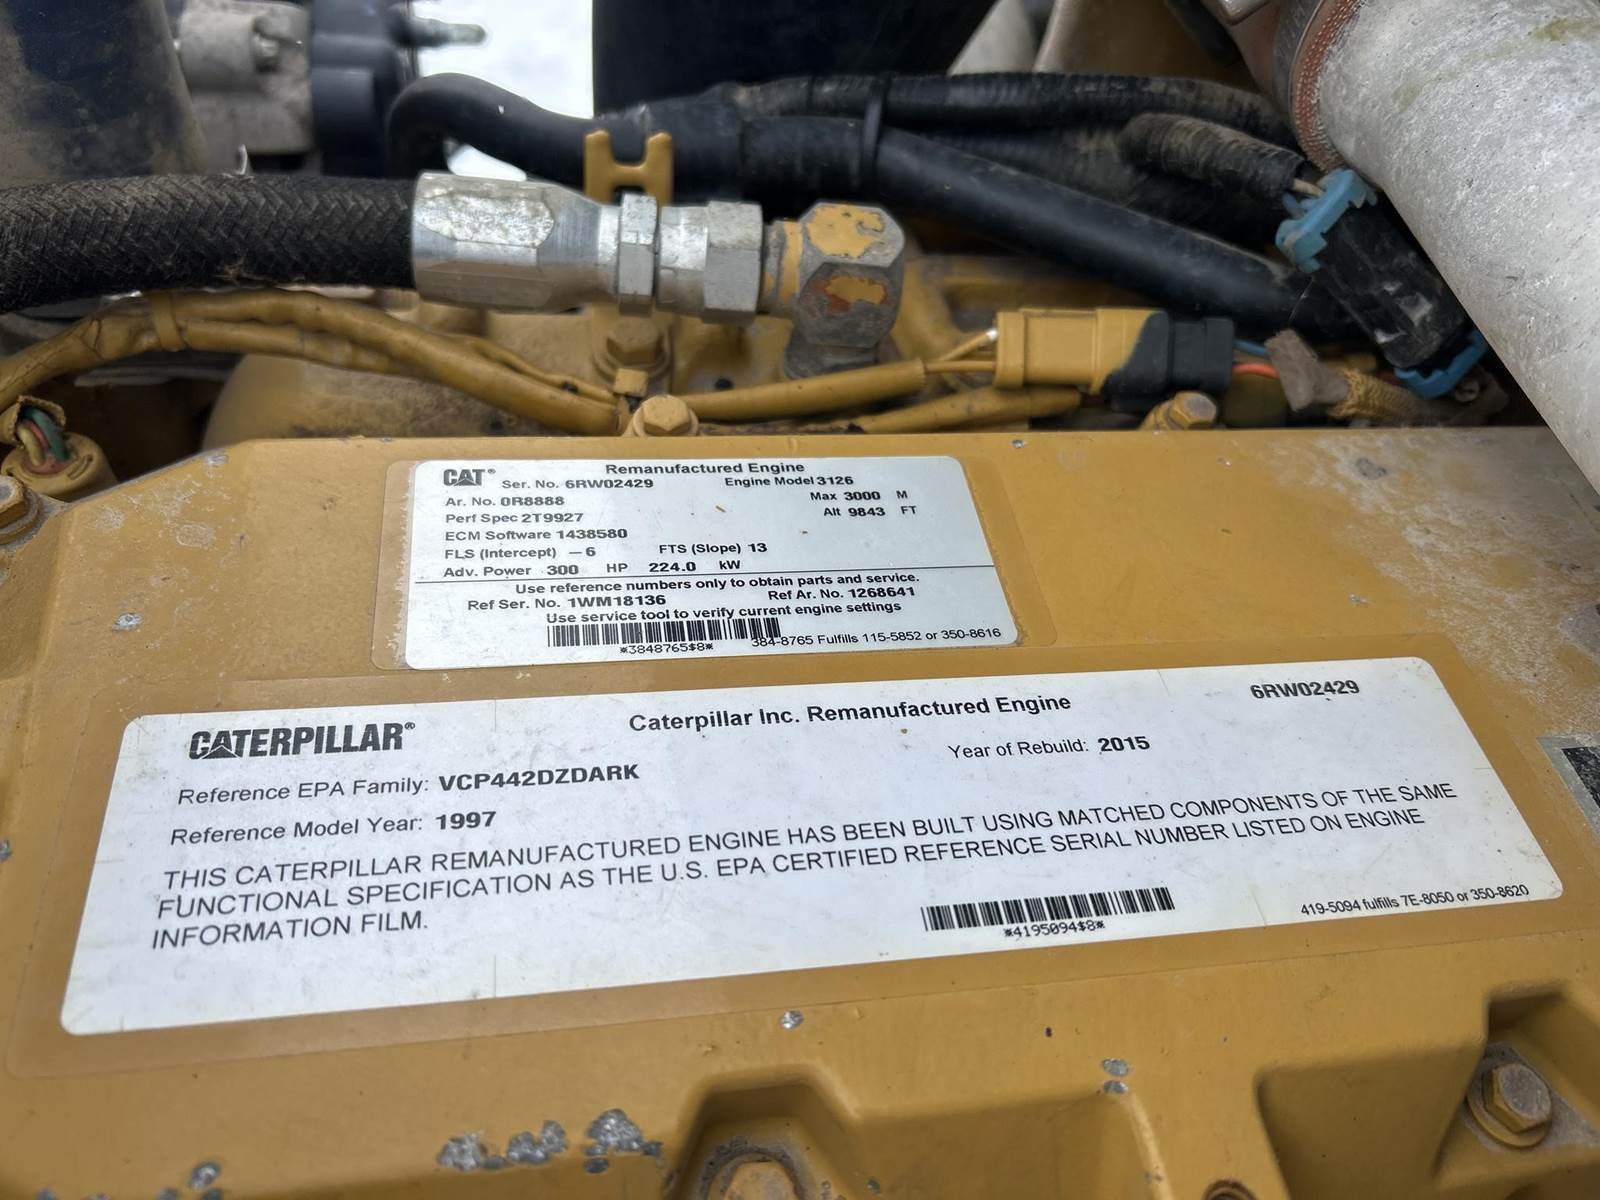 CAT® Remanufactured Engine
Ser. No. 6RW02429 Engine Model 3126
Ar. No. 0R8888 Max 3000 M
Perf Spec 2T9927 Alt 9843 FT
ECM Software 1438580
FLS (Intercept) -6 FTS (Slope) 13
Adv. Power 300 HP 224.0 kW
Use reference numbers only to obtain parts and service.
Ref Ser. No. 1WM18136 Ref Ar. No. 1268641
Use service tool to verify current engine settings
*3848765$8* 384-8765 Fulfills 115-5852 or 350-8616
CATERPILLAR® Caterpillar Inc. Remanufactured Engine 6RW02429
Reference EPA Family: VCP442DZDARK Year of Rebuild: 2015
Reference Model Year: 1997
THIS CATERPILLAR REMANUFACTURED ENGINE HAS BEEN BUILT USING MATCHED COMPONENTS OF THE SAME
FUNCTIONAL SPECIFICATION AS THE U.S. EPA CERTIFIED REFERENCE SERIAL NUMBER LISTED ON ENGINE
INFORMATION FILM.
*4195094$8* 419-5094 fulfills 7E-8050 or 350-8620